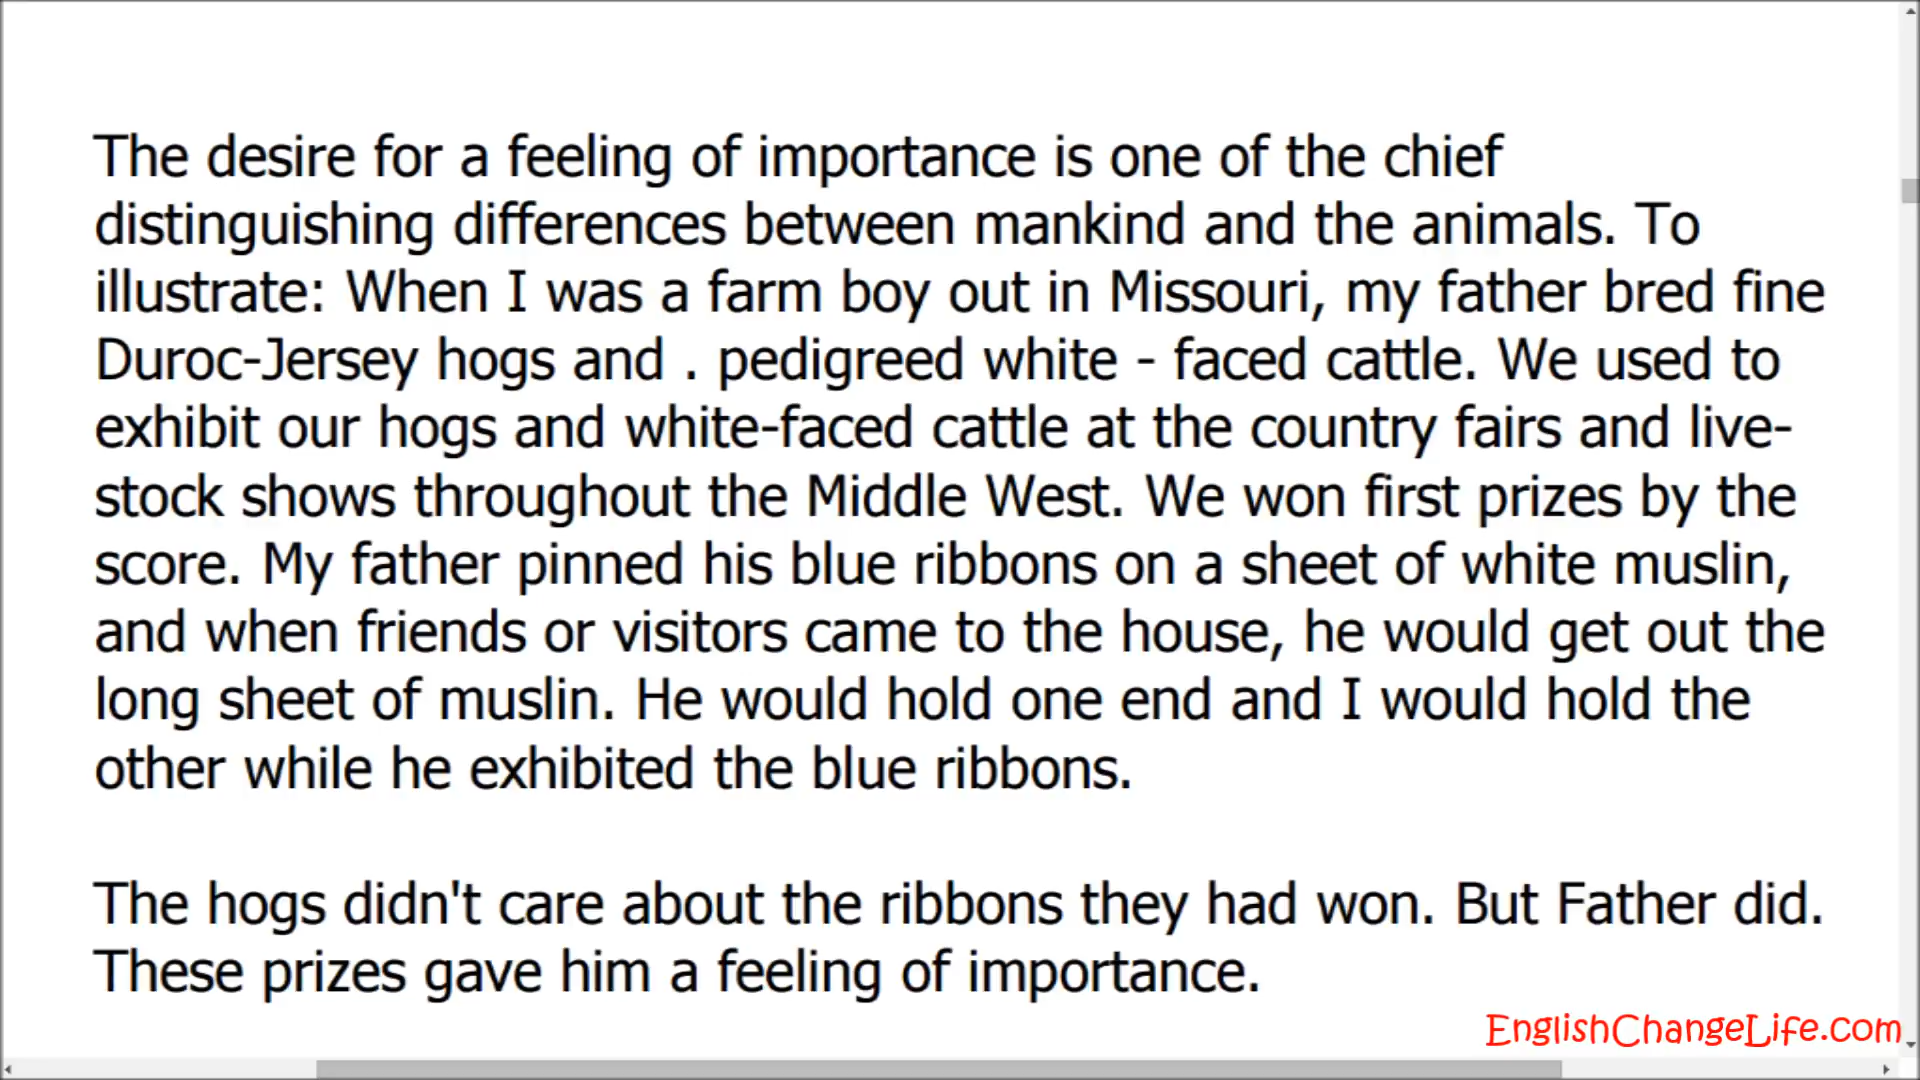 The desire for a feeling of importance is one of the chief
distinguishing differences between mankind and the animals. To
illustrate: When I was a farm boy out in Missouri, my father bred fine
Duroc-Jersey hogs and . pedigreed white - faced cattle. We used to
exhibit our hogs and white-faced cattle at the country fairs and live-
stock shows throughout the Middle West. We won first prizes by the
score. My father pinned his blue ribbons on a sheet of white muslin,
and when friends or visitors came to the house, he would get out the
long sheet of muslin. He would hold one end and I would hold the
other while he exhibited the blue ribbons.
The hogs didn't care about the ribbons they had won. But Father did.
These prizes gave him a feeling of importance.
EnglishChangeLife.com